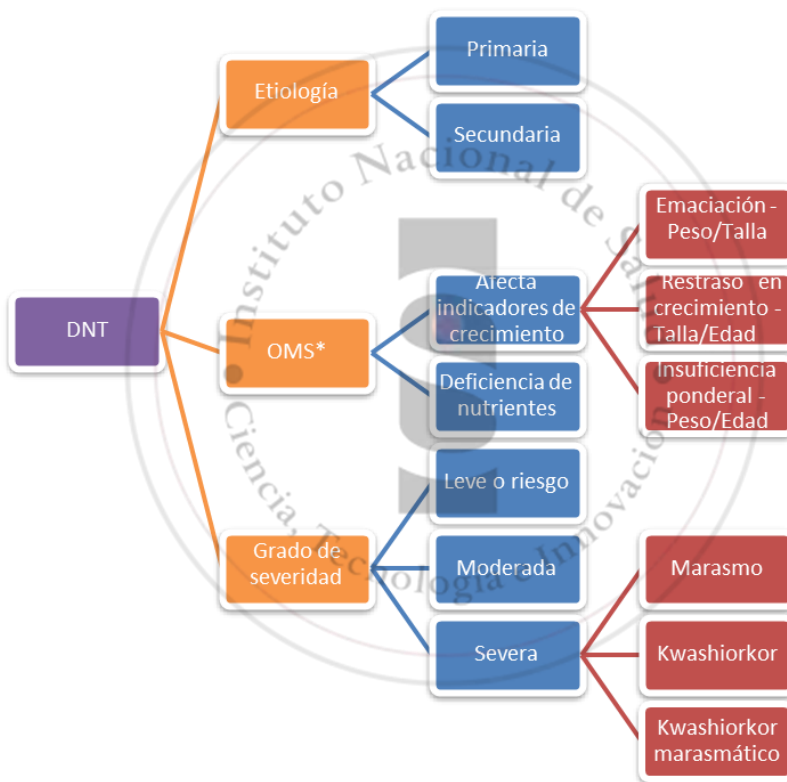 DNT
Etiología
Primaria
Secundaria
OMS*
Afecta
indicadores de
crecimiento
Emaciación -
Peso/Talla
Restraso en
crecimiento -
Talla/Edad
Insuficiencia
ponderal -
Peso/Edad
Deficiencia de
nutrientes
Grado de
severidad
Leve o riesgo
Moderada
Severa
Marasmo
Kwashiorkor
Kwashiorkor
marasmático
Instituto Nacional de Salud
Ciencia, Tecnología e Innovación